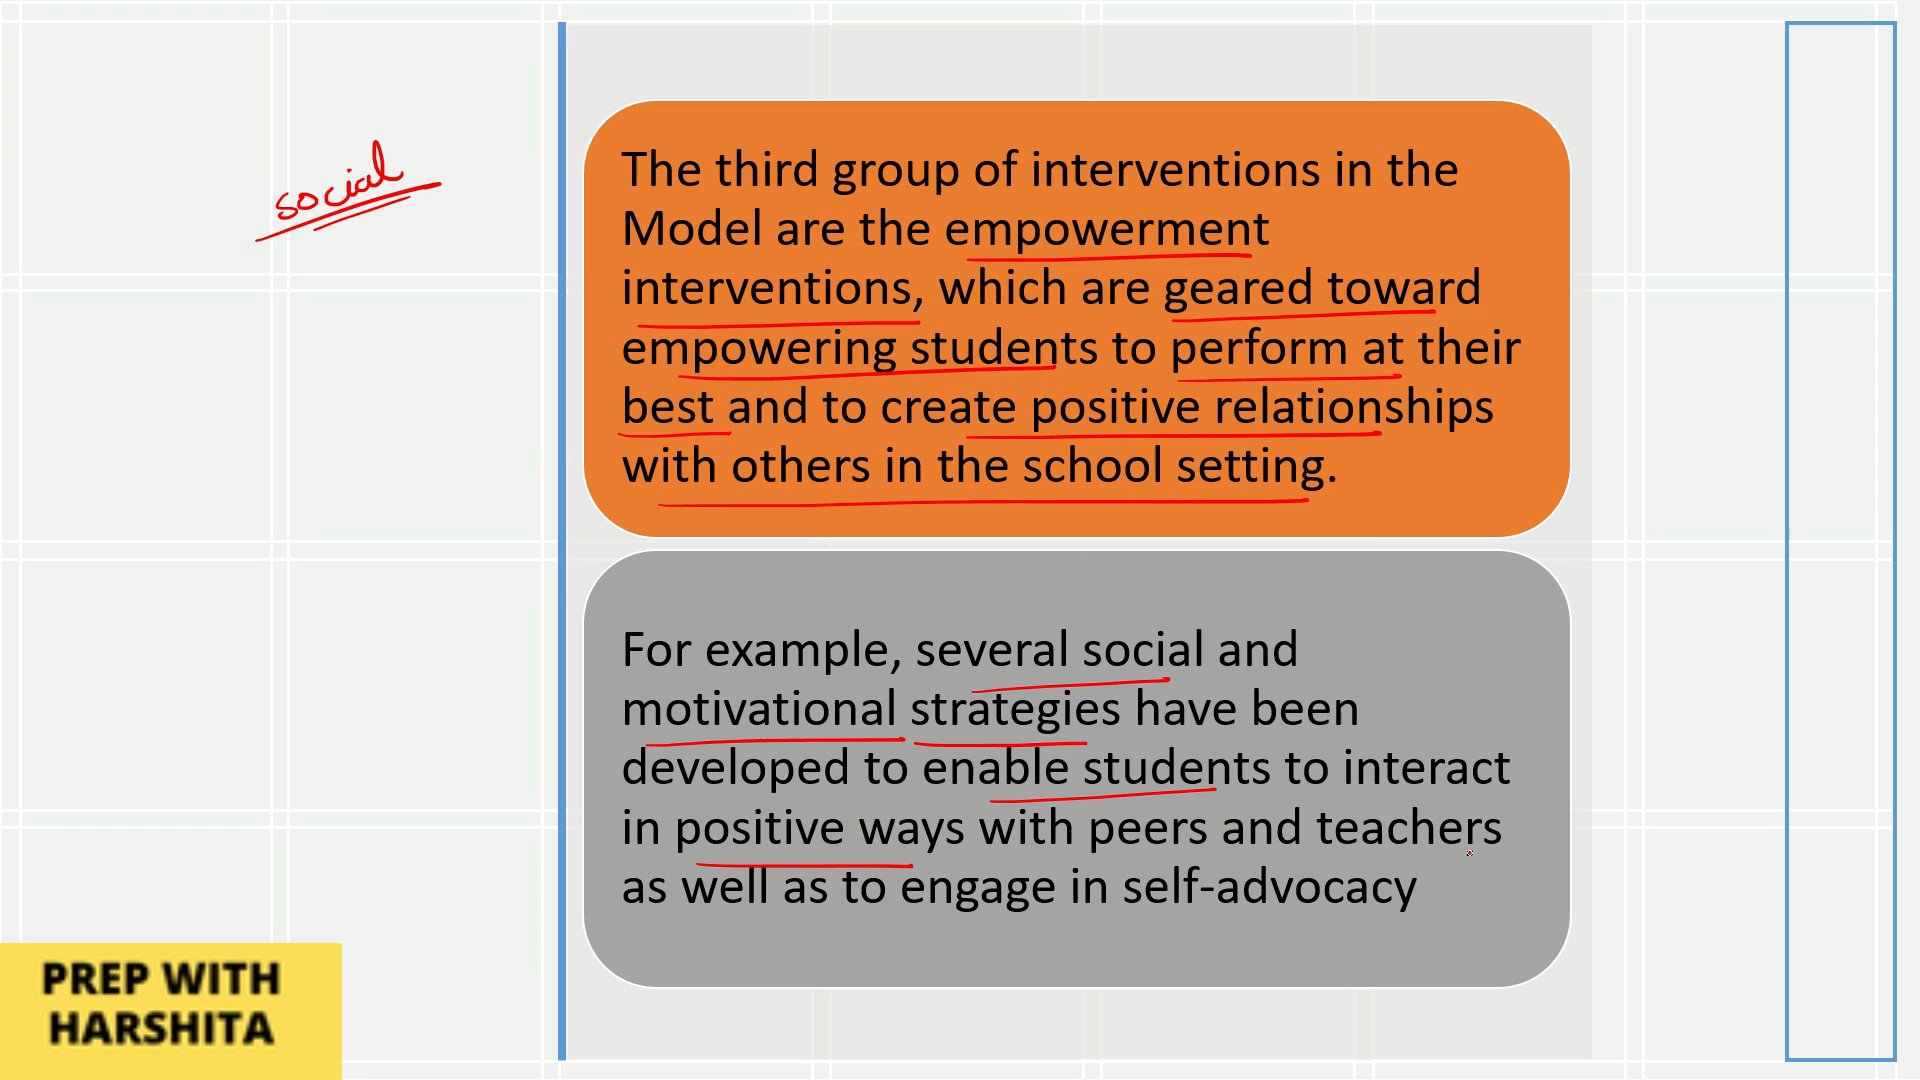 social
The third group of interventions in the
Model are the empowerment
interventions, which are geared toward
empowering students to perform at their
best and to create positive relationships
with others in the school setting.
For example, several social and
motivational strategies have been
developed to enable students to interact
in positive ways with peers and teachers
as well as to engage in self-advocacy
PREP WITH
HARSHITA